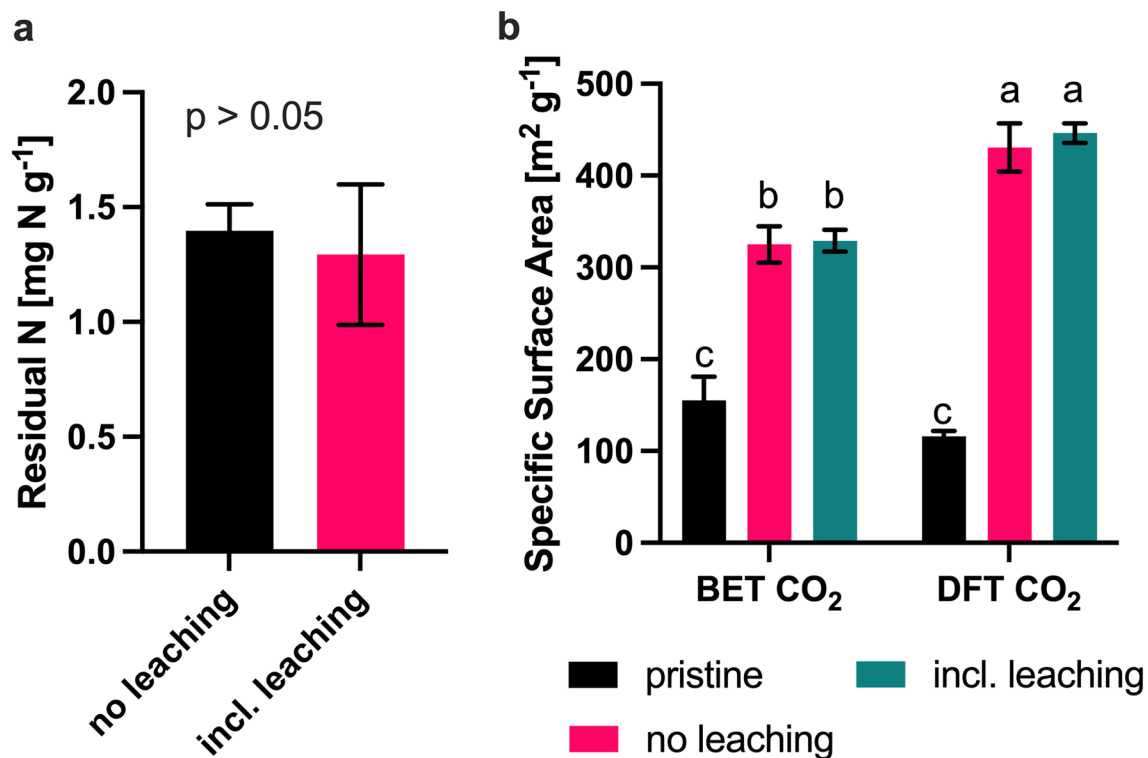 a
Residual N [mg N g⁻¹]
2.0
1.5
1.0
0.5
0.0
p > 0.05
no leaching
incl. leaching
b
Specific Surface Area [m² g⁻¹]
500
400
300
200
100
0
c
b
b
c
a
a
BET CO₂
DFT CO₂
pristine
incl. leaching
no leaching